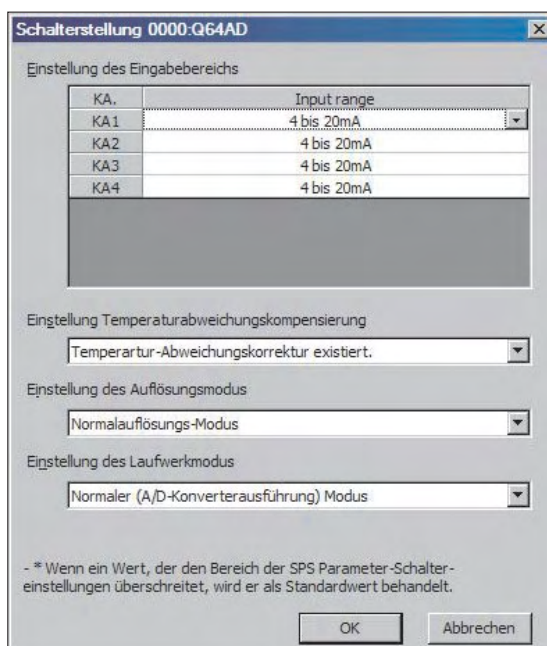 Schalterstellung 0000:Q64AD
Einstellung des Eingabebereichs
KA. Input range
KA1 4 bis 20mA
KA2 4 bis 20mA
KA3 4 bis 20mA
KA4 4 bis 20mA
Einstellung Temperaturabweichungskompensierung
Temperartur-Abweichungskorrektur existiert.
Einstellung des Auflösungsmodus
Normalauflösungs-Modus
Einstellung des Laufwerkmodus
Normaler (A/D-Konverterausführung) Modus
- * Wenn ein Wert, der den Bereich der SPS Parameter-Schalter-
einstellungen überschreitet, wird er als Standardwert behandelt.
OK Abbrechen